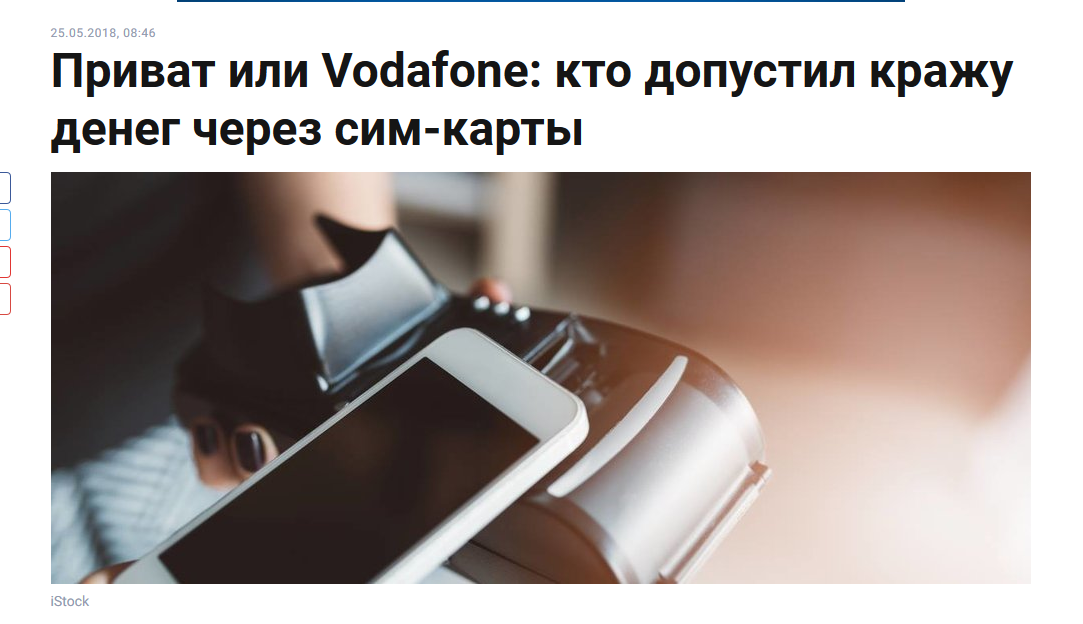 25.05.2018, 08:46
Приват или Vodafone: кто допустил кражу
денег через сим-карты
iStock